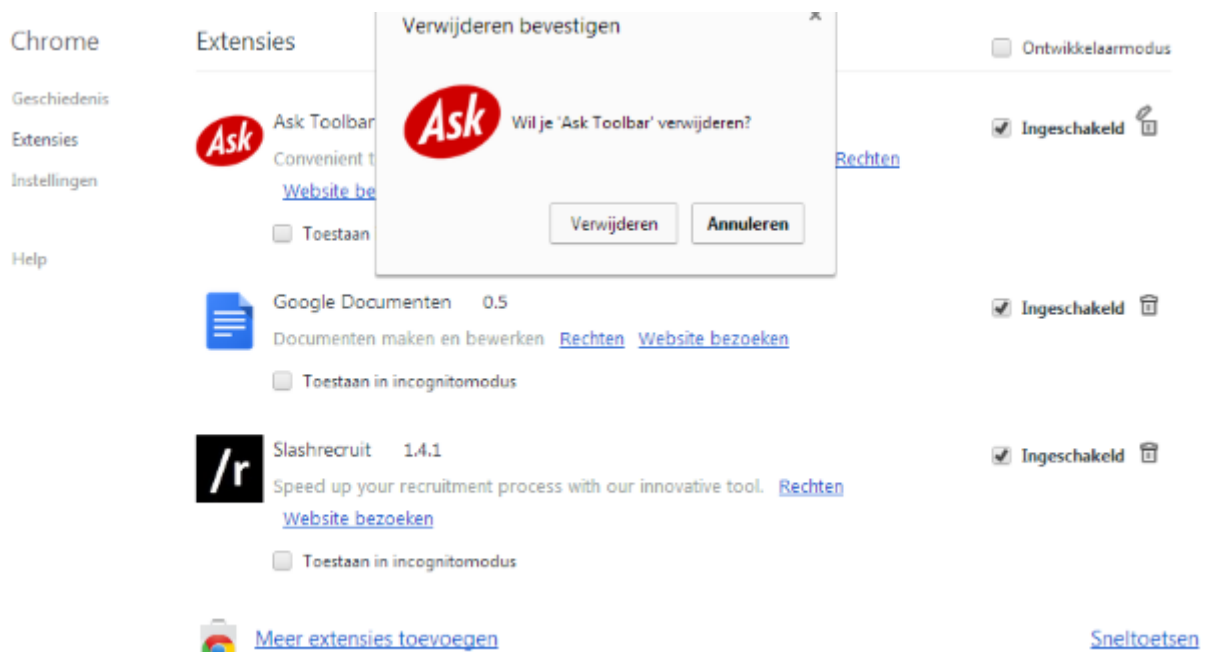 Chrome
Geschiedenis
Extensies
Instellingen
Help
Extensies
Ontwikkelaarmodus
Verwijderen bevestigen
Ask
Wil je 'Ask Toolbar' verwijderen?
Verwijderen Annuleren
Ask
Ask Toolbar
Ingeschakeld
Convenient t
Rechten
Website be
Toestaan
Google Documenten 0.5
Ingeschakeld
Documenten maken en bewerken Rechten Website bezoeken
Toestaan in incognitomodus
/r
Slashrecruit 1.4.1
Ingeschakeld
Speed up your recruitment process with our innovative tool. Rechten
Website bezoeken
Toestaan in incognitomodus
Meer extensies toevoegen
Sneltoetsen